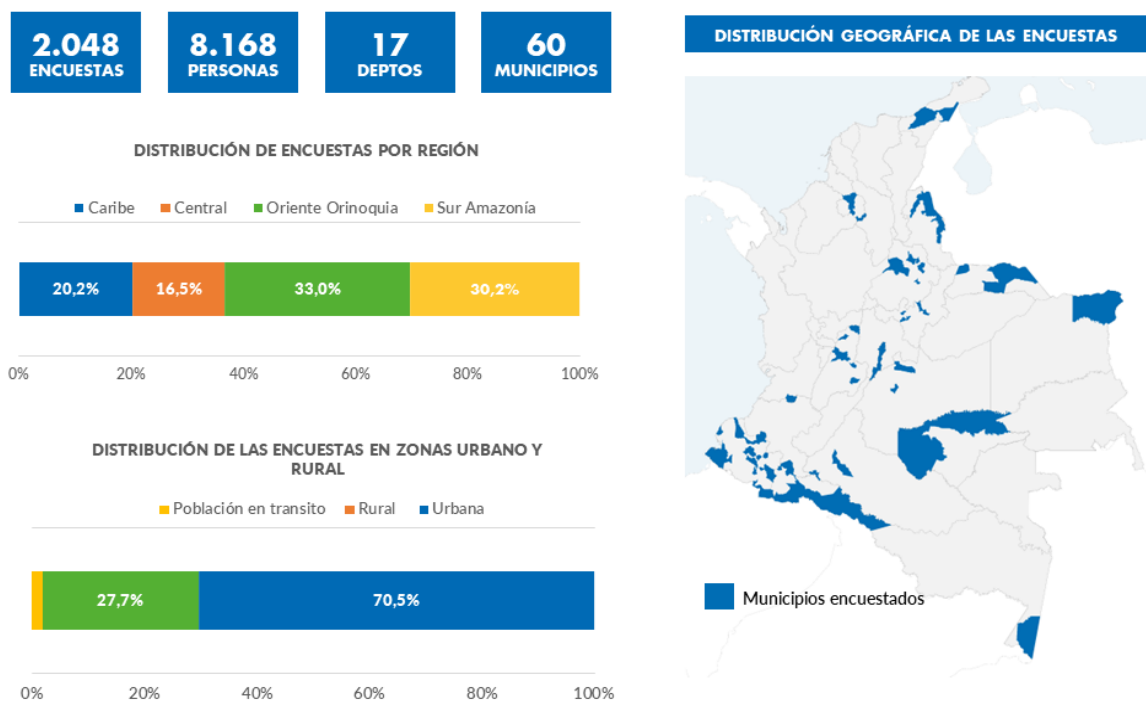 2.048
ENCUESTAS
8.168
PERSONAS
17
DEPTOS
60
MUNICIPIOS
DISTRIBUCIÓN DE ENCUESTAS POR REGIÓN
Caribe Central Oriente Orinoquia Sur Amazonía
20,2% 16,5% 33,0% 30,2%
0% 20% 40% 60% 80% 100%
DISTRIBUCIÓN DE LAS ENCUESTAS EN ZONAS URBANO Y
RURAL
Población en transito Rural Urbana
27,7% 70,5%
0% 20% 40% 60% 80% 100%
DISTRIBUCIÓN GEOGRÁFICA DE LAS ENCUESTAS
Municipios encuestados